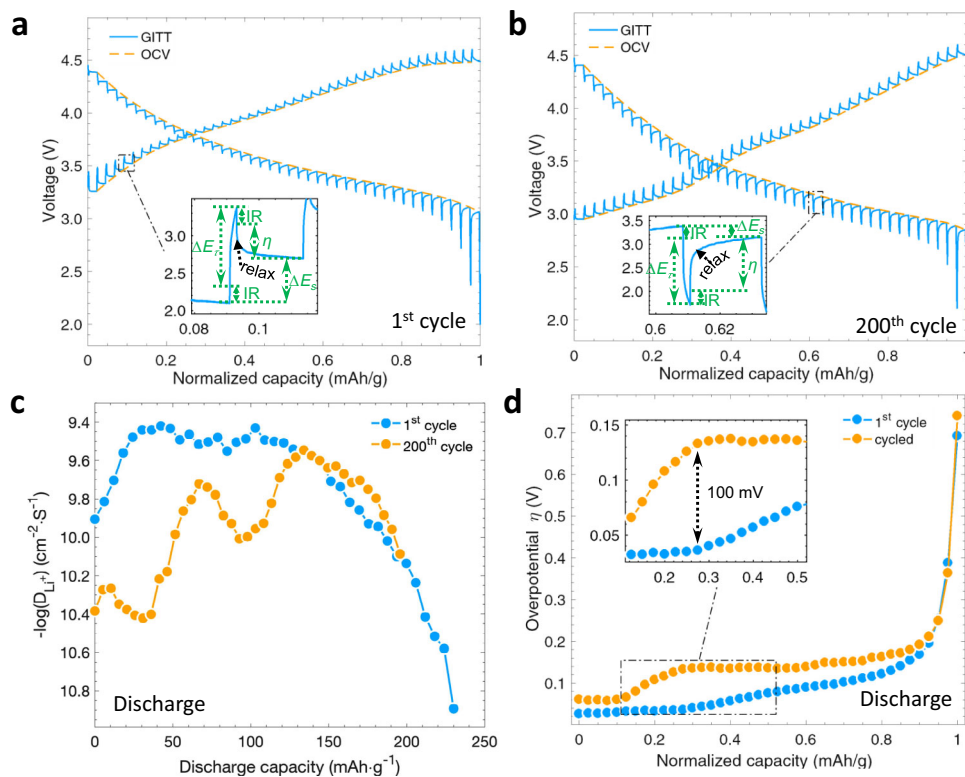 a
GITT
OCV
4.5
4.0
3.5
3.0
2.5
2.0
Voltage (V)
ΔEτ
IR
η
relax
ΔEs
IR
3.0
2.5
2.0
0.08
0.1
1st cycle
0
0.2
0.4
0.6
0.8
1
Normalized capacity (mAh/g)
b
GITT
OCV
4.5
4.0
3.5
3.0
2.5
2.0
Voltage (V)
3.5
3.0
2.5
2.0
IR
ΔEs
ΔEτ
relax
η
IR
0.6
0.62
200th cycle
0
0.2
0.4
0.6
0.8
1
Normalized capacity (mAh/g)
c
1st cycle
200th cycle
9.4
9.6
9.8
10.0
10.2
10.4
10.6
10.8
-log(DLi+) (cm-2·S-1)
Discharge
0
50
100
150
200
250
Discharge capacity (mAh·g-1)
d
1st cycle
cycled
0.7
0.6
0.5
0.4
0.3
0.2
0.1
Overpotential η (V)
0.15
0.1
0.05
100 mV
0.2
0.3
0.4
0.5
Discharge
0
0.2
0.4
0.6
0.8
1
Normalized capacity (mAh/g)